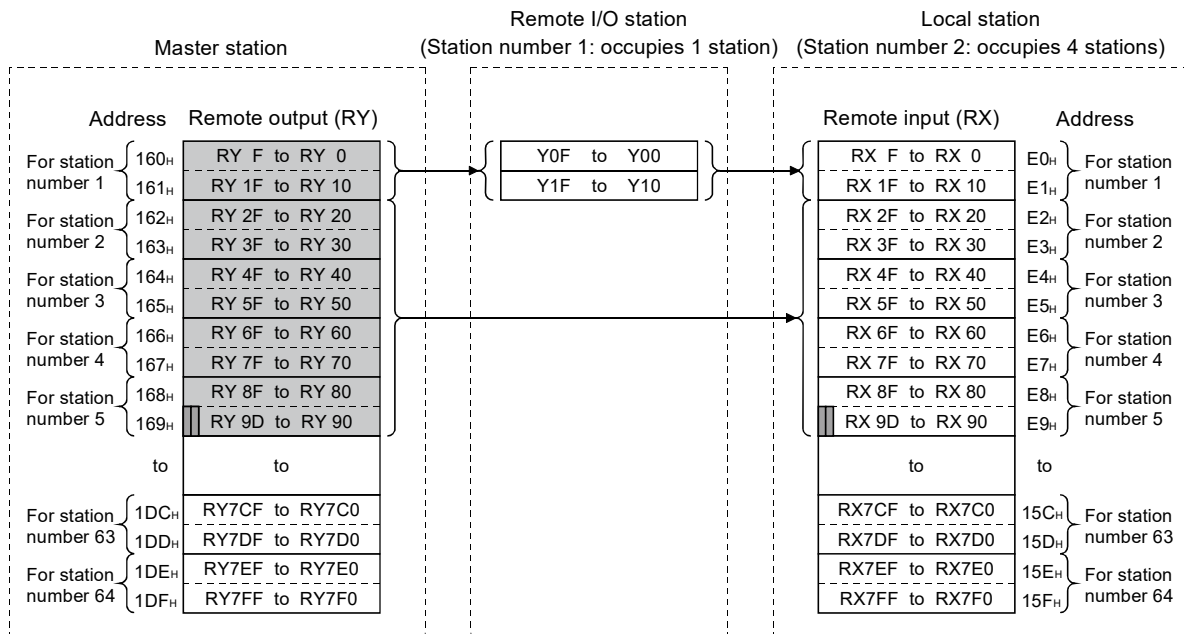 Master station
Remote I/O station
(Station number 1: occupies 1 station)
Local station
(Station number 2: occupies 4 stations)
Address Remote output (RY)
Remote input (RX) Address
For station number 1
160H RY F to RY 0
161H RY 1F to RY 10
For station number 2
162H RY 2F to RY 20
163H RY 3F to RY 30
For station number 3
164H RY 4F to RY 40
165H RY 5F to RY 50
For station number 4
166H RY 6F to RY 60
167H RY 7F to RY 70
For station number 5
168H RY 8F to RY 80
169H RY 9D to RY 90
to to
For station number 63
1DCH RY7CF to RY7C0
1DDH RY7DF to RY7D0
For station number 64
1DEH RY7EF to RY7E0
1DFH RY7FF to RY7F0
Y0F to Y00
Y1F to Y10
RX F to RX 0 E0H
RX 1F to RX 10 E1H
For station number 1
RX 2F to RX 20 E2H
RX 3F to RX 30 E3H
For station number 2
RX 4F to RX 40 E4H
RX 5F to RX 50 E5H
For station number 3
RX 6F to RX 60 E6H
RX 7F to RX 70 E7H
For station number 4
RX 8F to RX 80 E8H
RX 9D to RX 90 E9H
For station number 5
to to
RX7CF to RX7C0 15CH
RX7DF to RX7D0 15DH
For station number 63
RX7EF to RX7E0 15EH
RX7FF to RX7F0 15FH
For station number 64